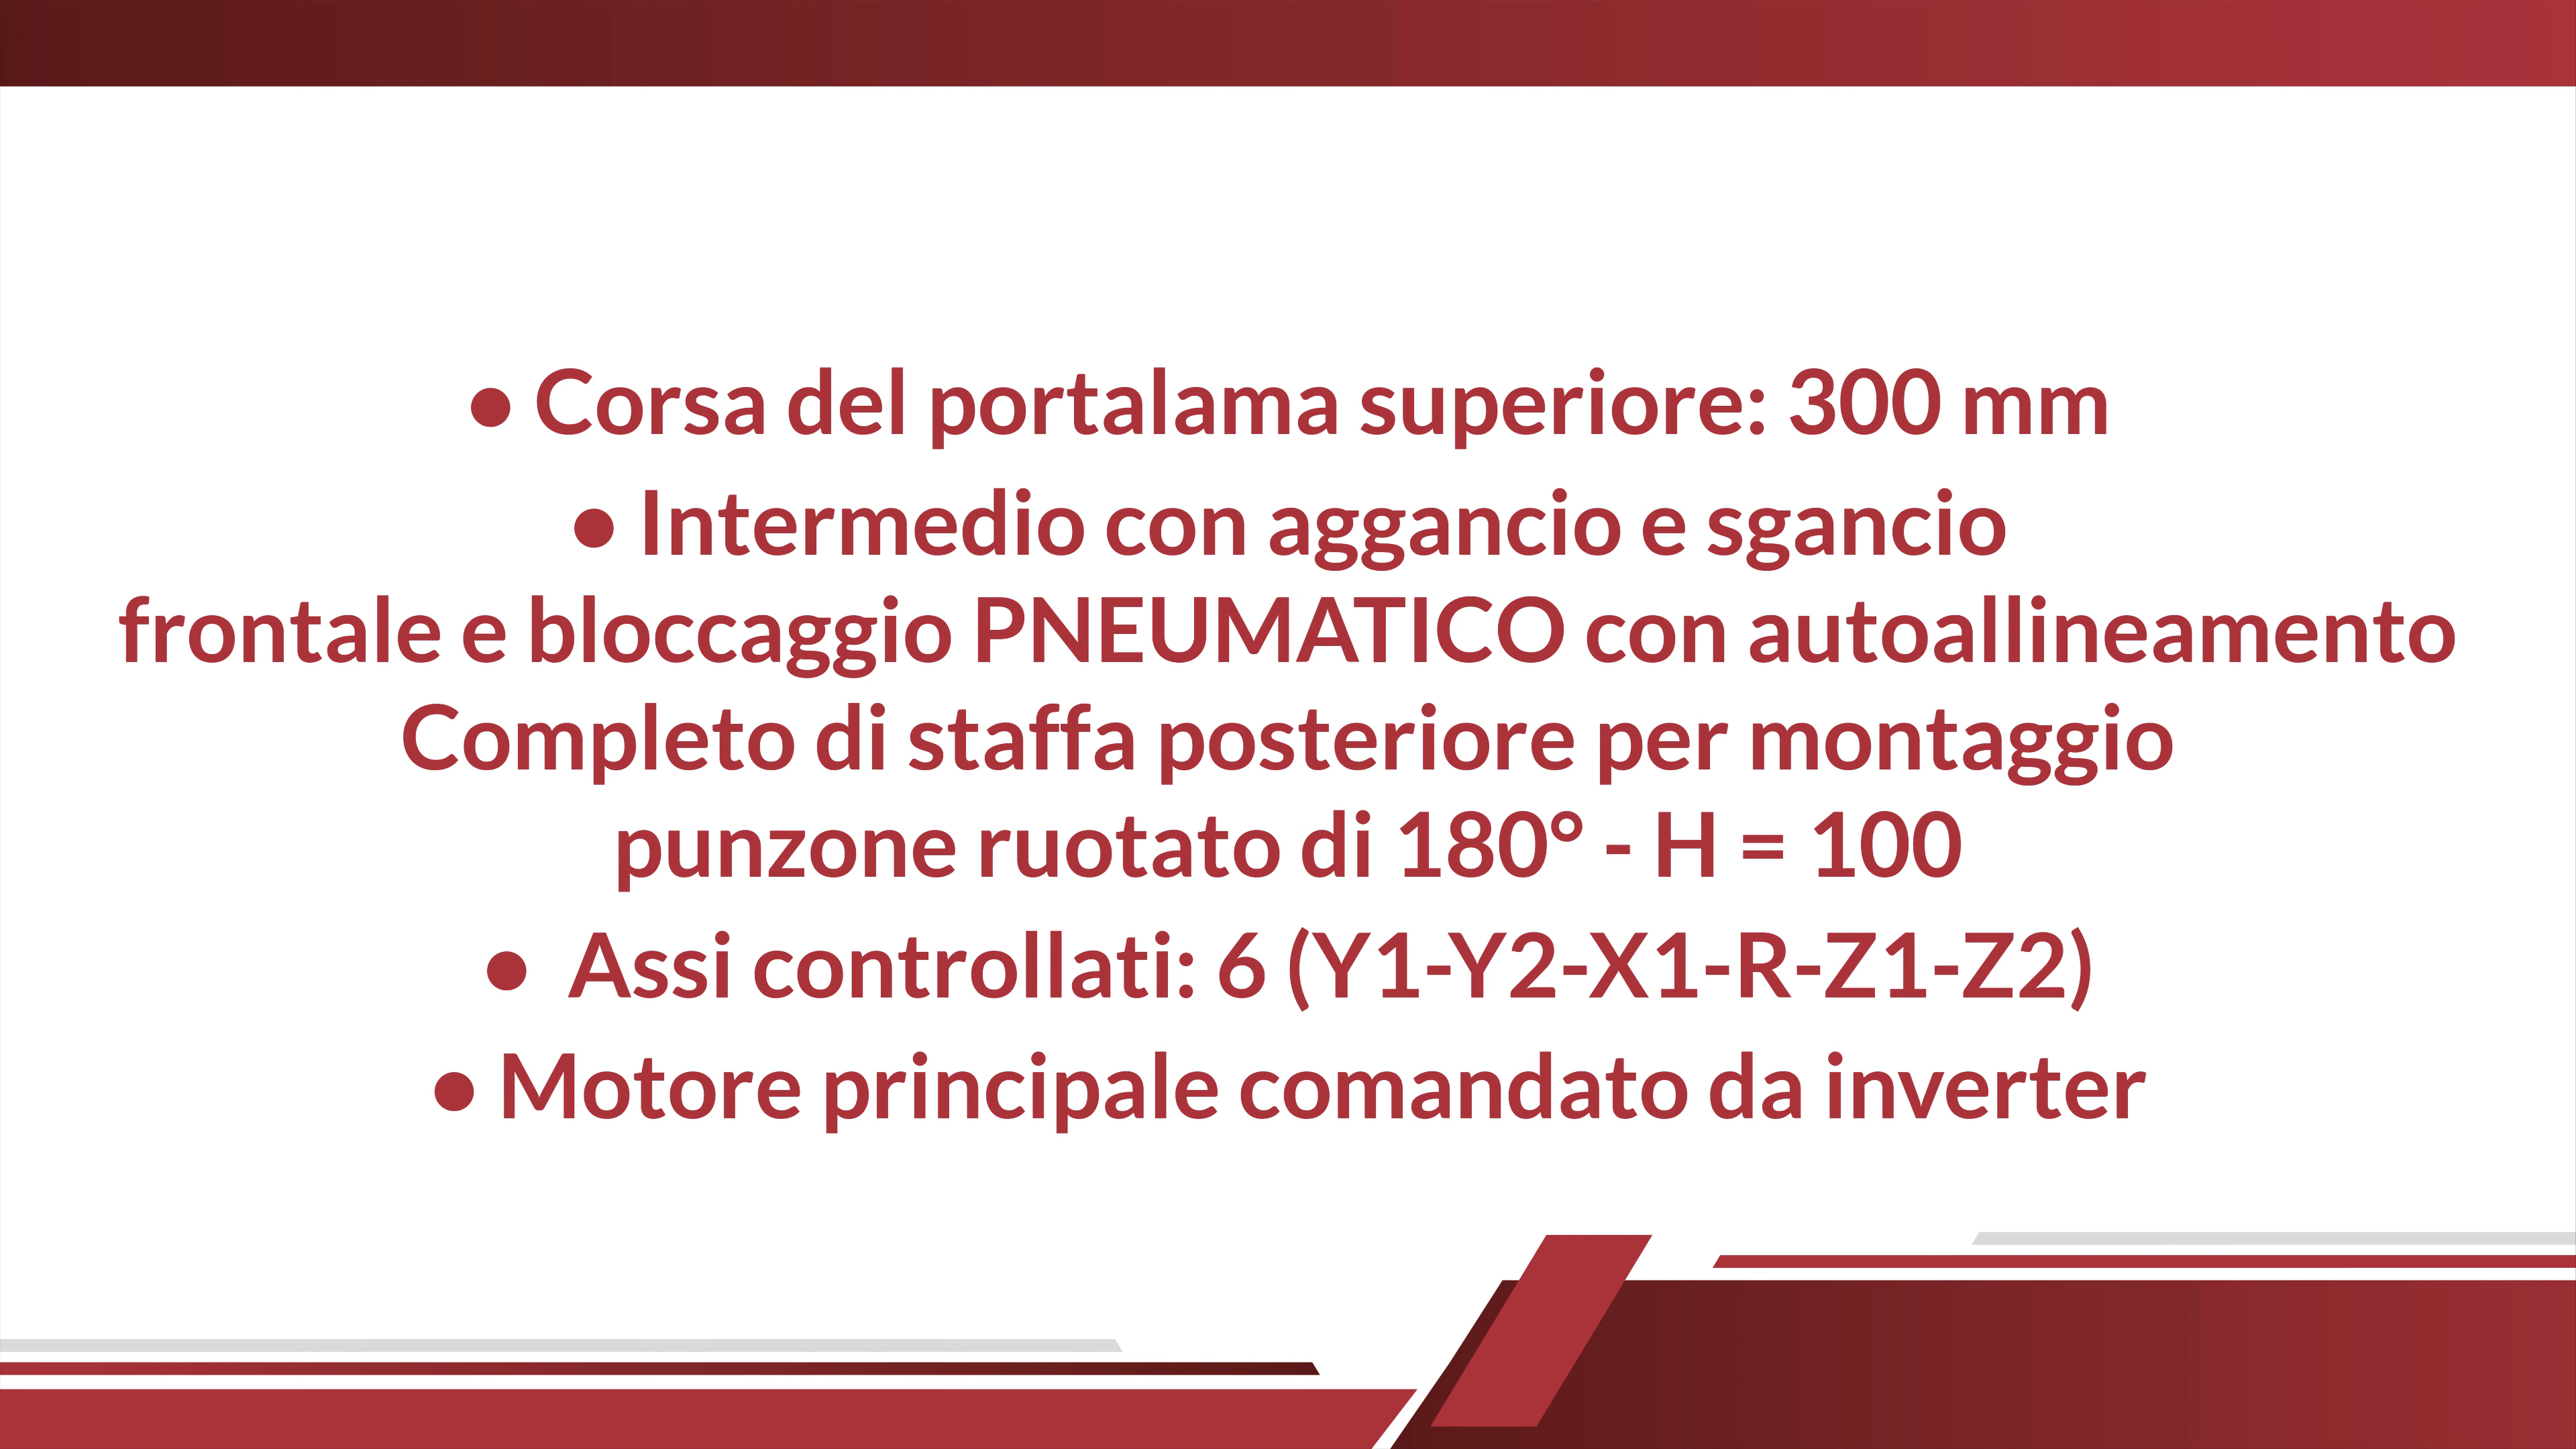 • Corsa del portalama superiore: 300 mm
• Intermedio con aggancio e sgancio
frontale e bloccaggio PNEUMATICO con autoallineamento
Completo di staffa posteriore per montaggio
punzone ruotato di 180° - H = 100
• Assi controllati: 6 (Y1-Y2-X1-R-Z1-Z2)
• Motore principale comandato da inverter